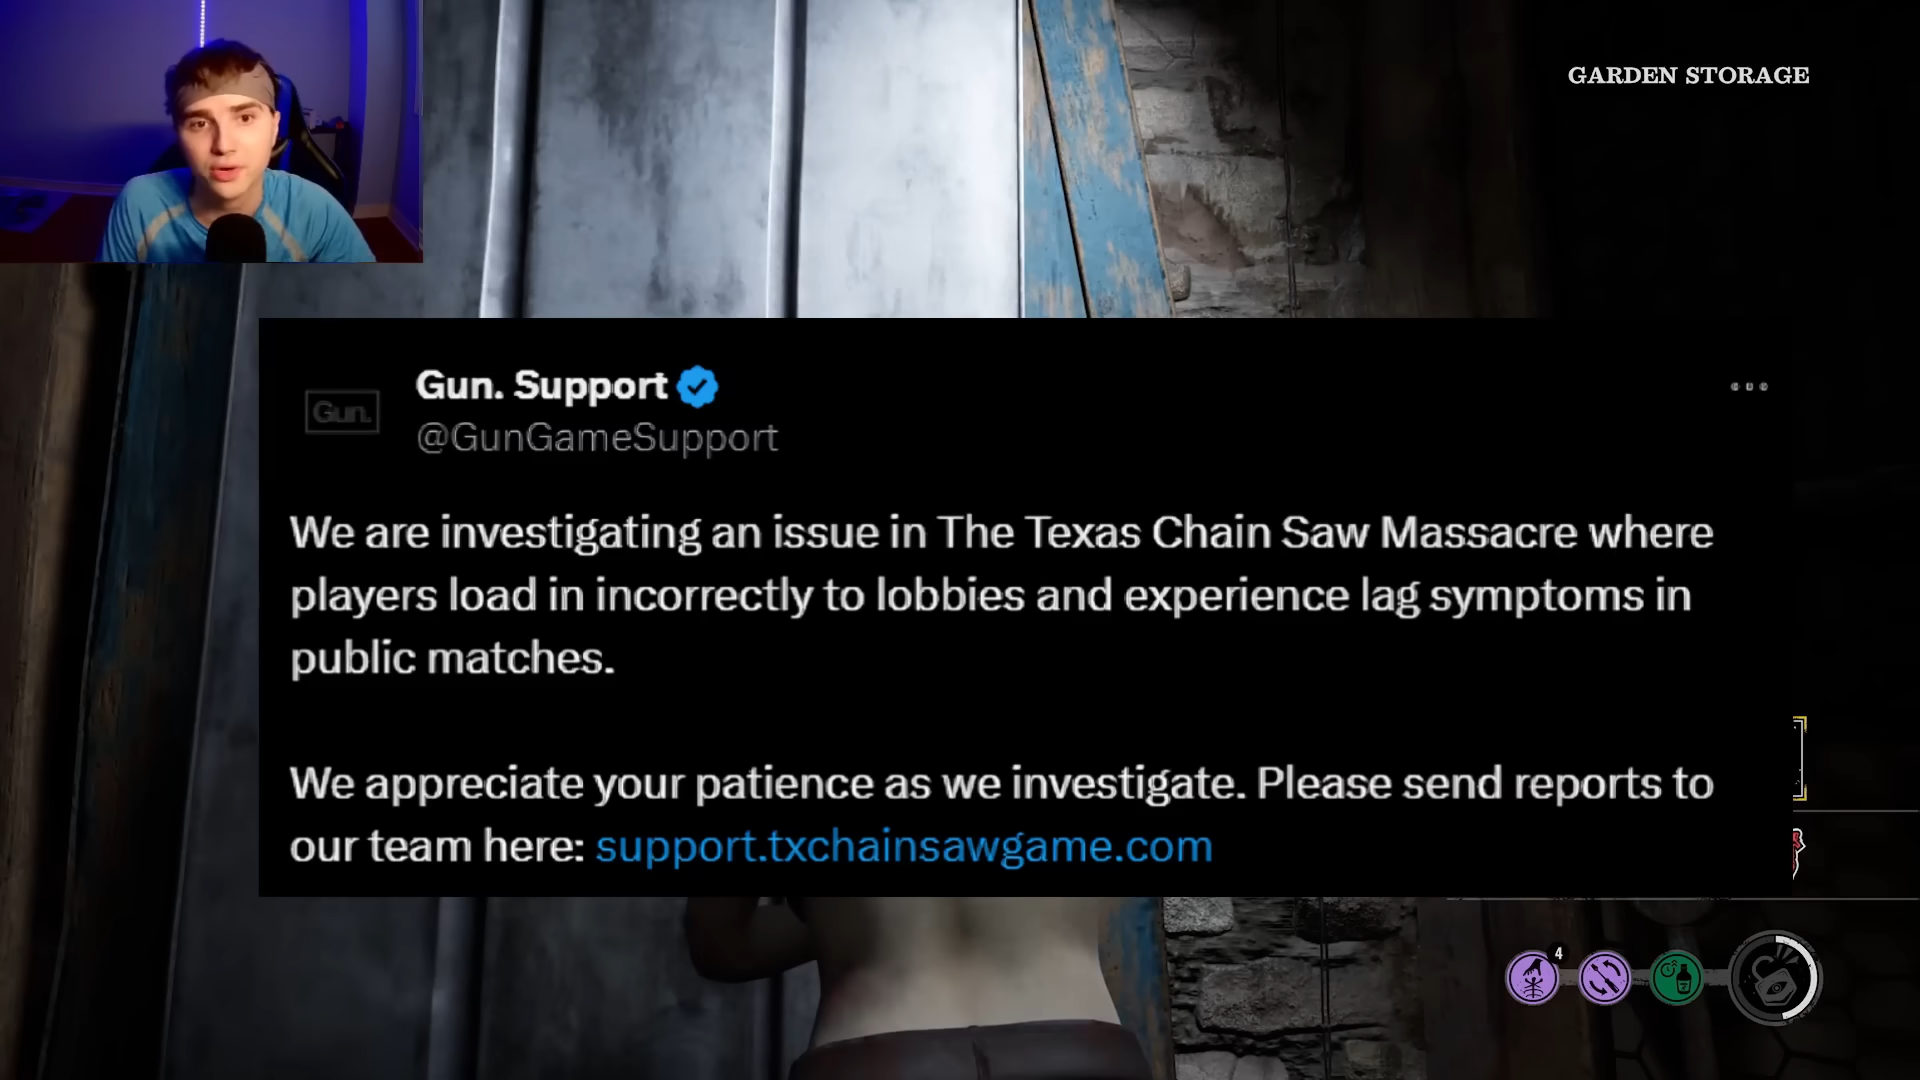 GARDEN STORAGE
Gun. Support
Gun.
@GunGameSupport
We are investigating an issue in The Texas Chain Saw Massacre where
players load in incorrectly to lobbies and experience lag symptoms in
public matches.
We appreciate your patience as we investigate. Please send reports to
our team here: support.txchainsawgame.com
4